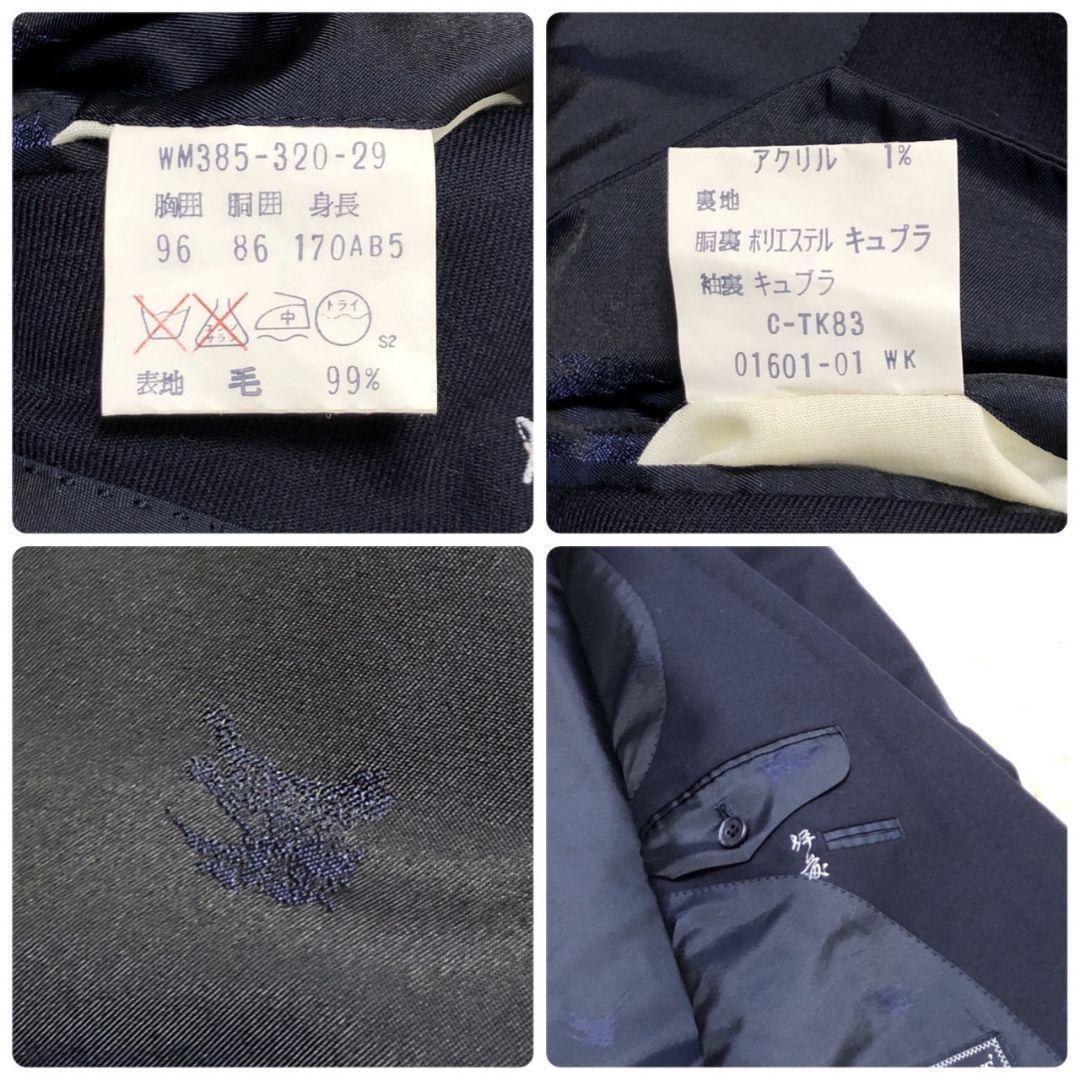 WM385-320-29
胸囲 胴囲 身長
96 86 170AB5
中 ドライ
S2
表地 毛 99%
アクリル 1%
裏地
胴裏 ポリエステル キュプラ
袖裏 キュプラ
C-TK83
01601-01 WK